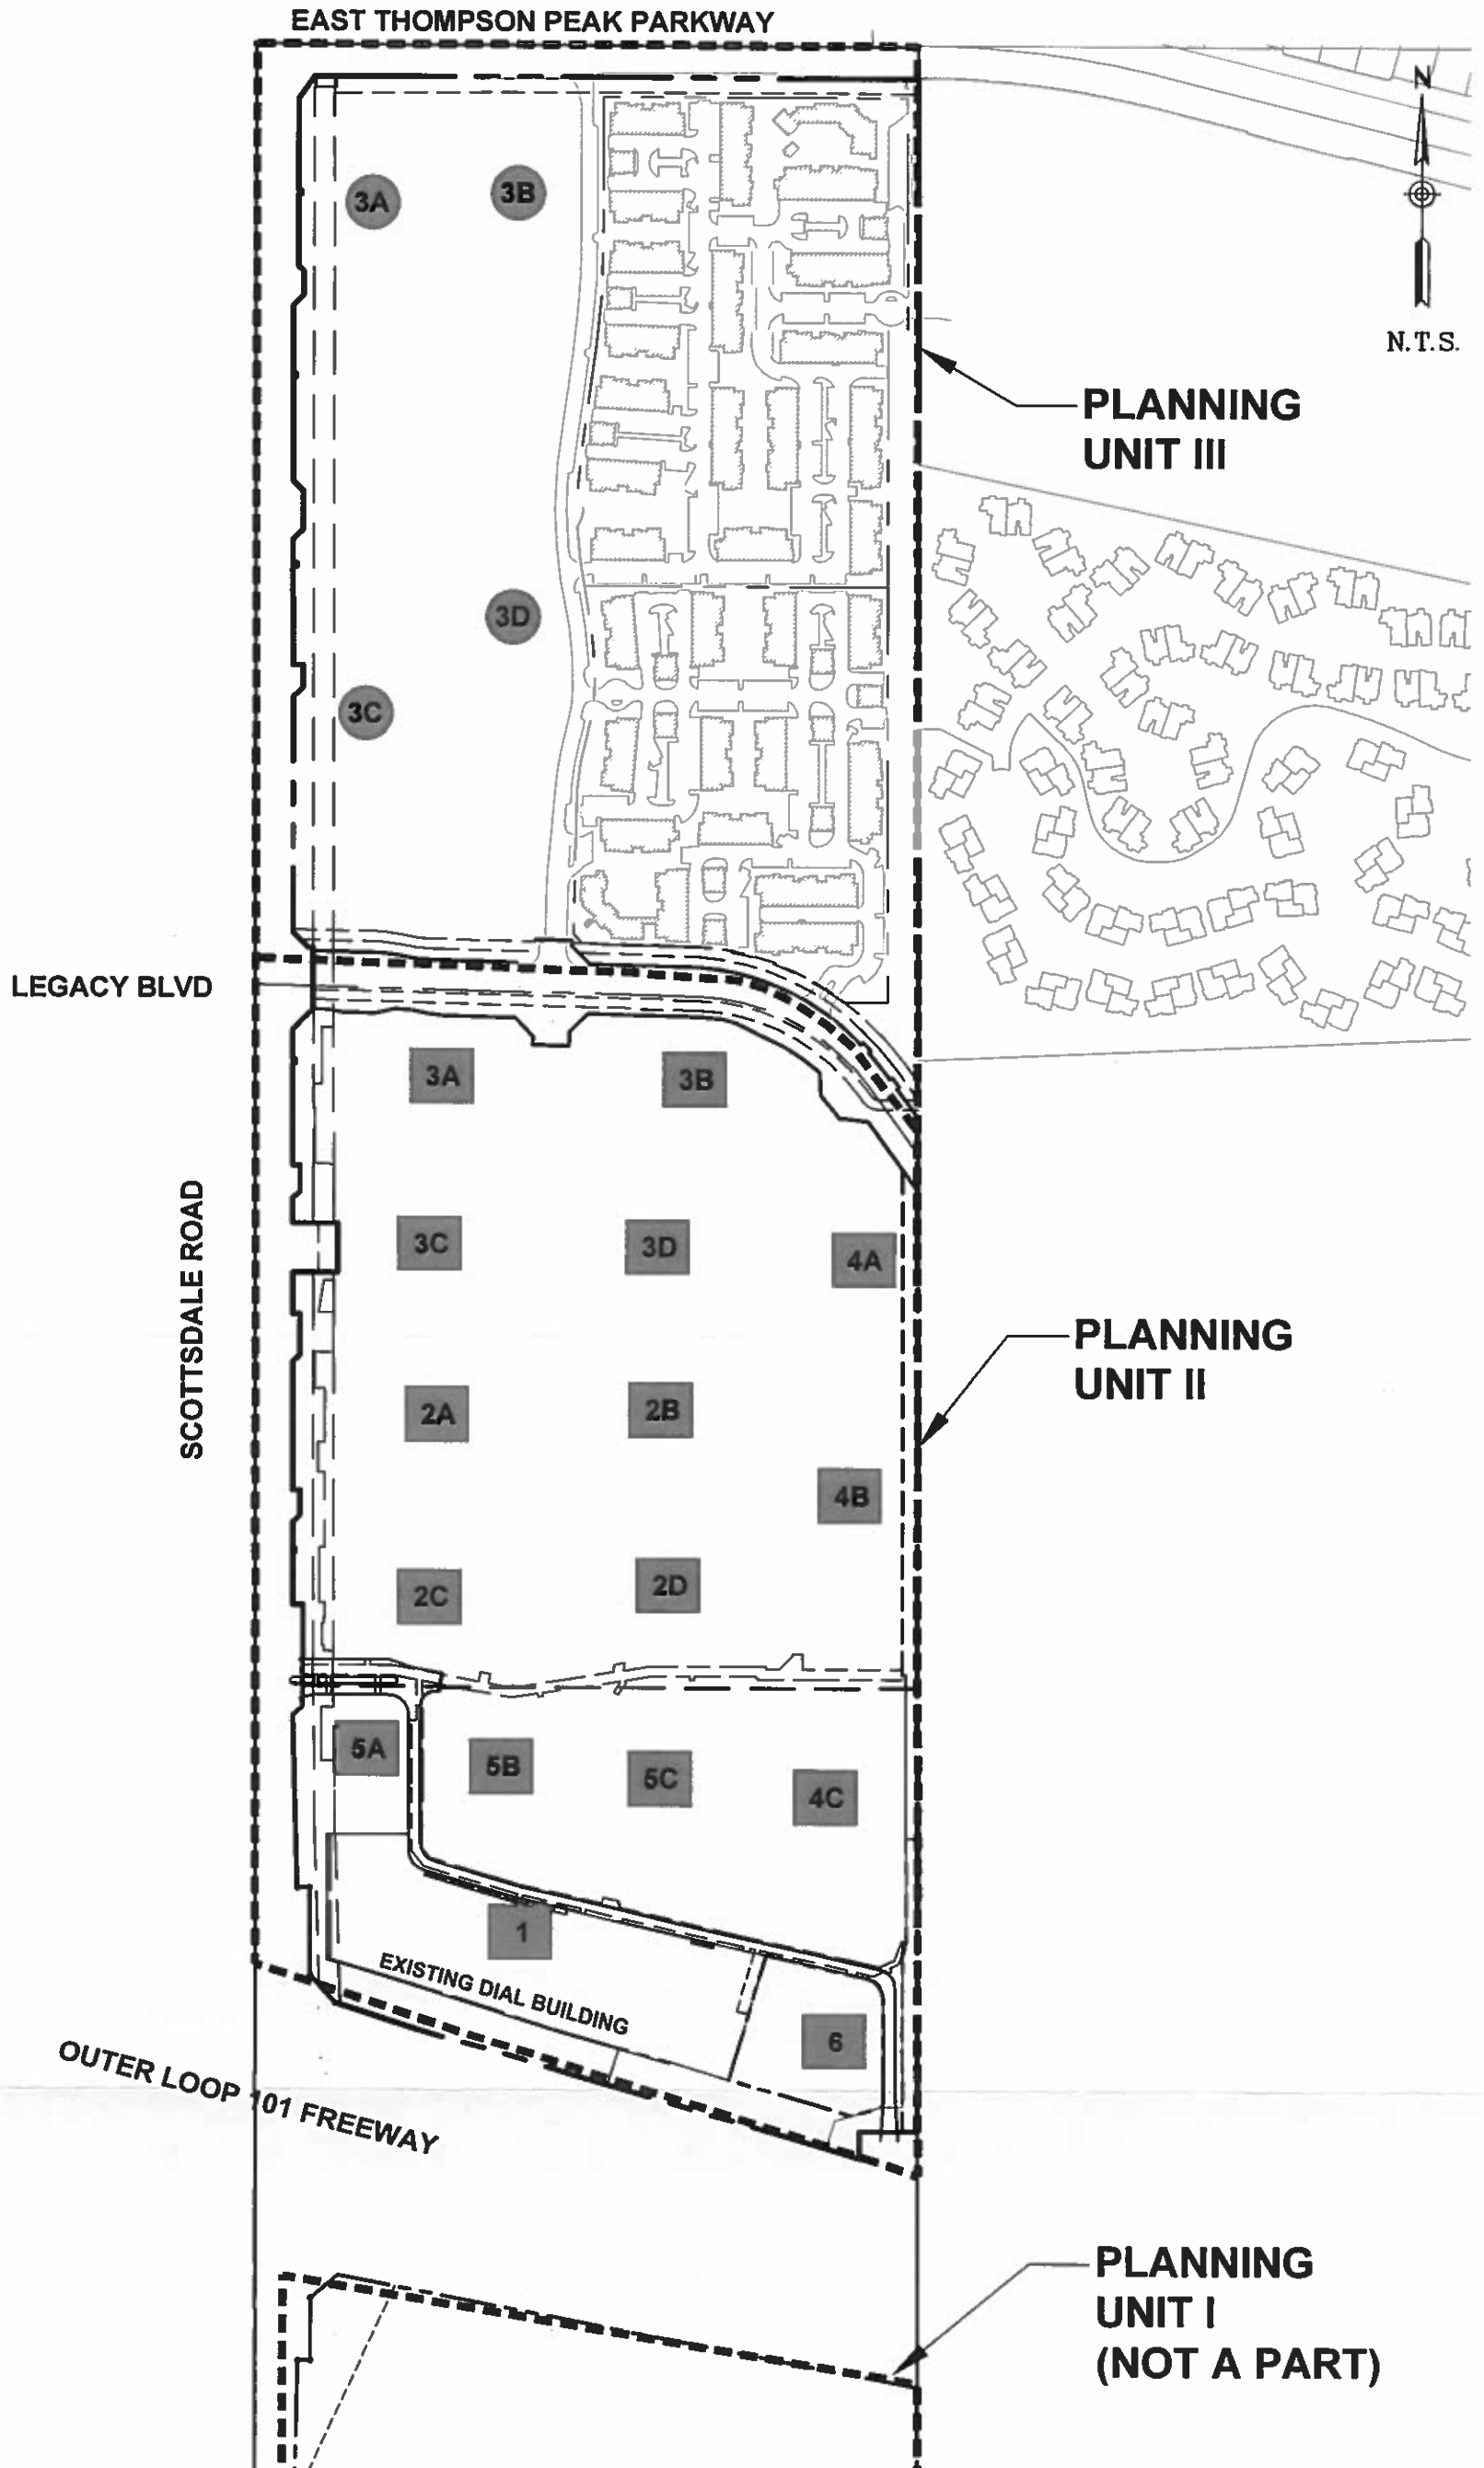 EAST THOMPSON PEAK PARKWAY
N
N.T.S.
3A
3B
PLANNING
UNIT III
3D
3C
LEGACY BLVD
3A
3B
SCOTTSDALE ROAD
3C
3D
4A
PLANNING
UNIT II
2A
2B
4B
2C
2D
5A
5B
5C
4C
1
EXISTING DIAL BUILDING
6
OUTER LOOP 101 FREEWAY
PLANNING
UNIT I
(NOT A PART)